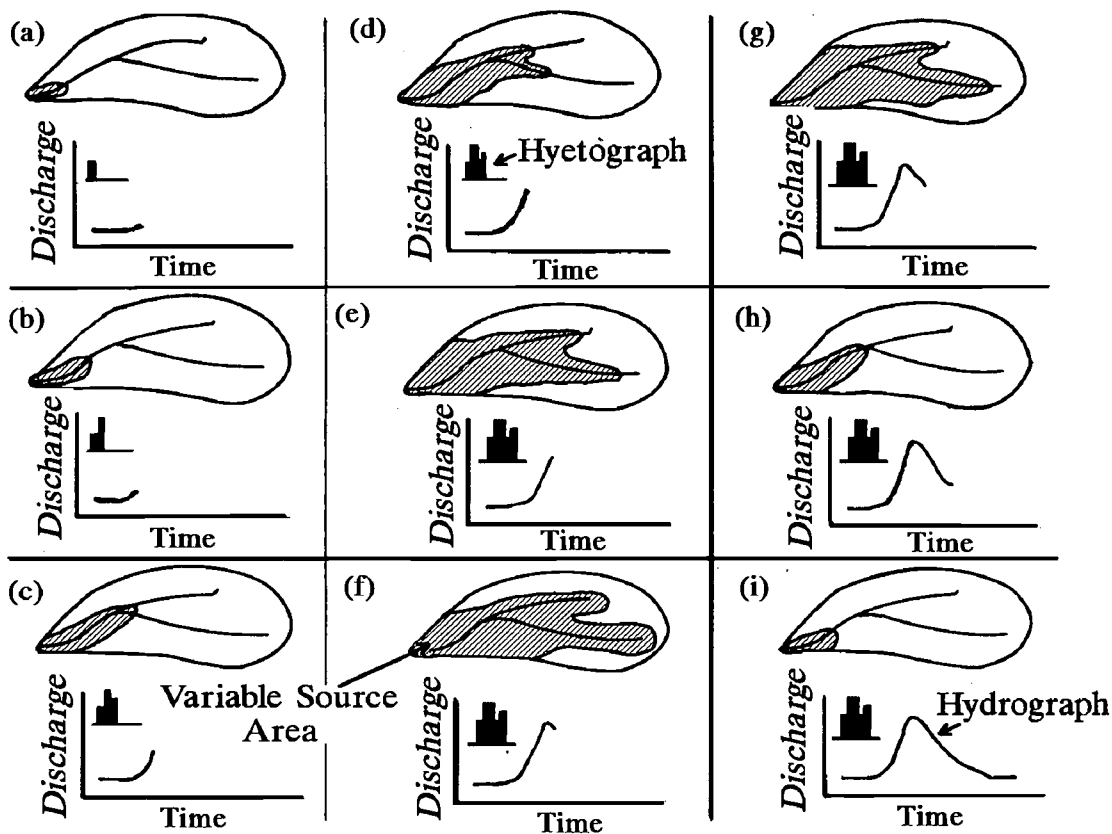 (a)
Discharge
Time
(b)
Discharge
Time
(c)
Discharge
Time
(d)
Hyetograph
Discharge
Time
(e)
Discharge
Time
(f)
Variable Source
Area
Discharge
Time
(g)
Discharge
Time
(h)
Discharge
Time
(i)
Hydrograph
Discharge
Time